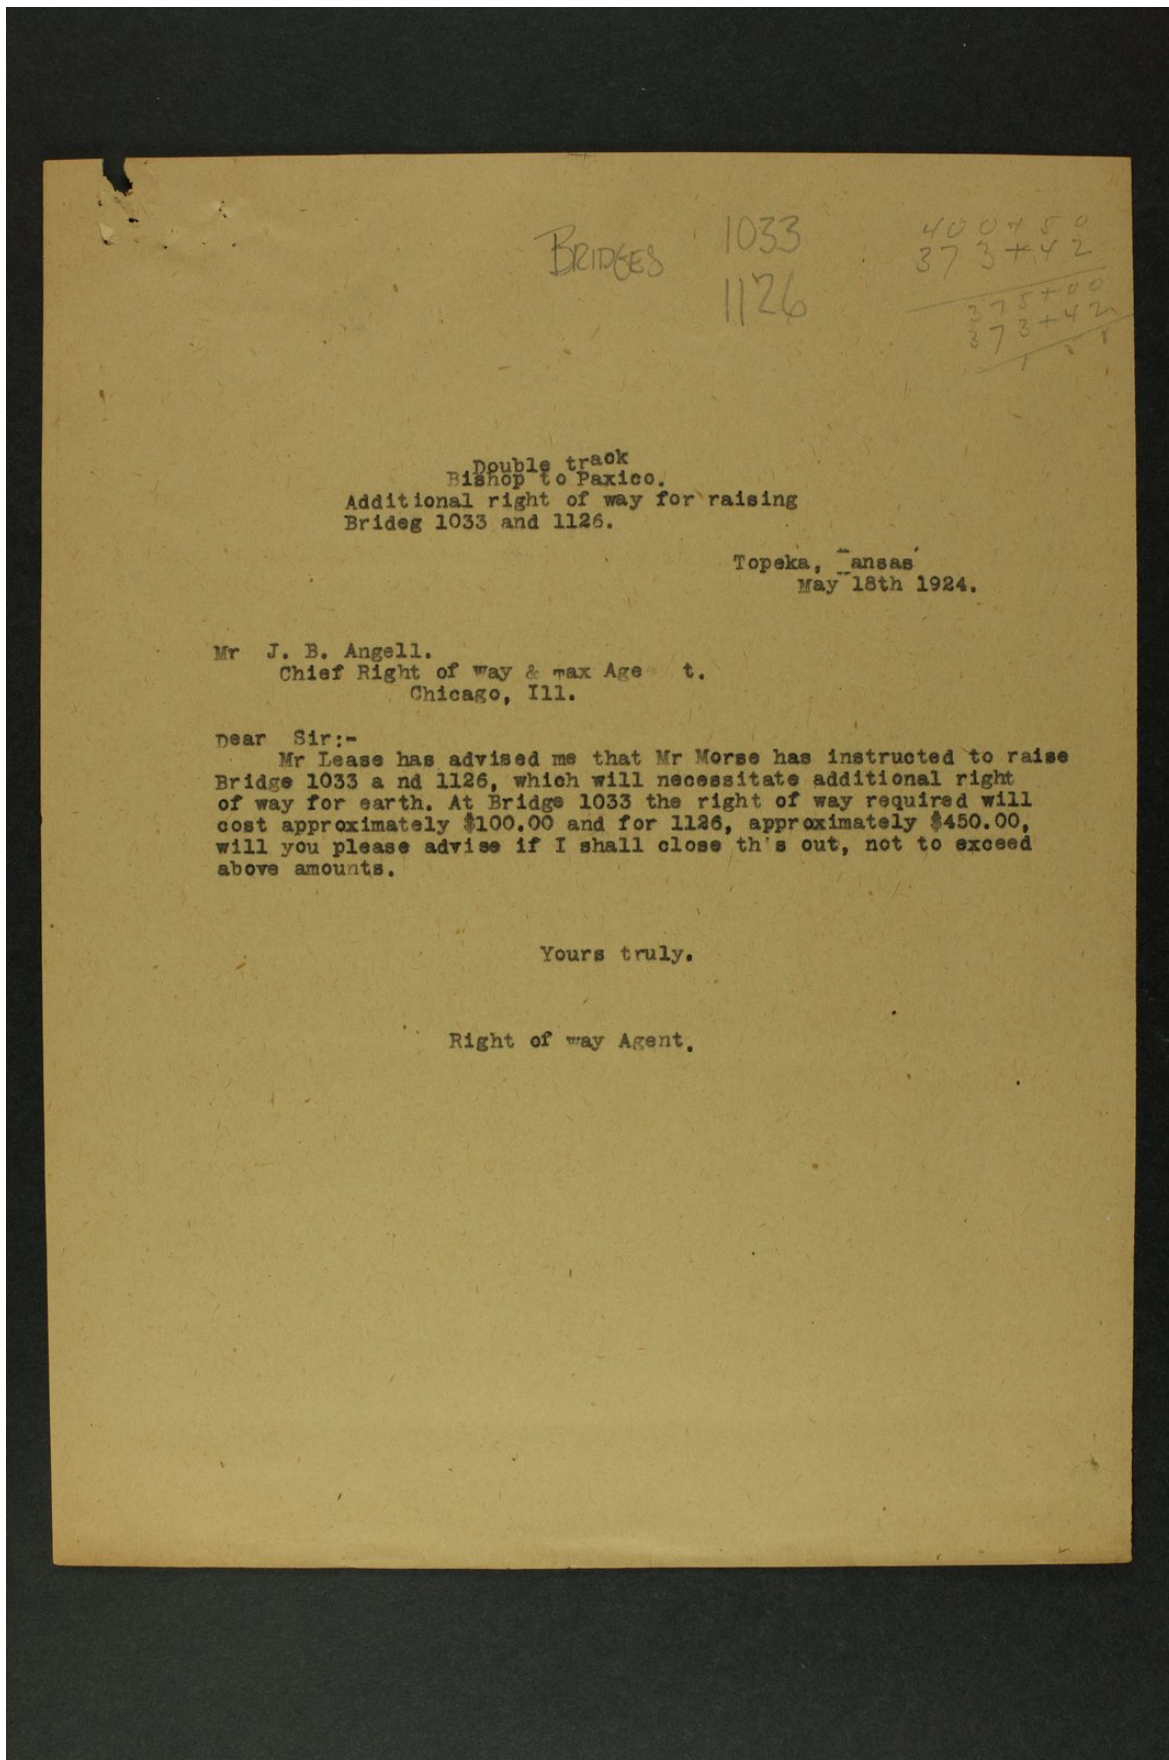 BRIDGES 1033
1126
400+50
373+42
375+00
373+42
Double track
Bishop to Paxico.
Additional right of way for raising
Brideg 1033 and 1126.
Topeka, Kansas
May 18th 1924.
Mr J. B. Angell.
Chief Right of Way & Tax Age t.
Chicago, Ill.
Dear Sir:-
Mr Lease has advised me that Mr Morse has instructed to raise
Bridge 1033 a nd 1126, which will necessitate additional right
of way for earth. At Bridge 1033 the right of way required will
cost approximately $100.00 and for 1126, approximately $450.00,
will you please advise if I shall close th's out, not to exceed
above amounts.
Yours truly.
Right of Way Agent.